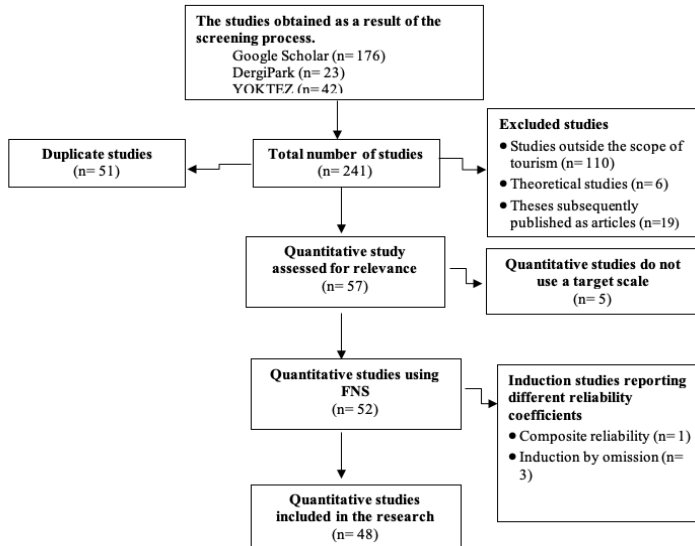 The studies obtained as a result of the
screening process.
Google Scholar (n= 176)
DergiPark (n= 23)
YOKTEZ (n= 42)
Duplicate studies
(n= 51)
Total number of studies
(n= 241)
Excluded studies
● Studies outside the scope of
tourism (n= 110)
● Theoretical studies (n= 6)
● Theses subsequently
published as articles (n=19)
Quantitative study
assessed for relevance
(n= 57)
Quantitative studies do not
use a target scale
(n= 5)
Quantitative studies using
FNS
(n= 52)
Induction studies reporting
different reliability
coefficients
● Composite reliability (n= 1)
● Induction by omission (n=
3)
Quantitative studies
included in the research
(n= 48)